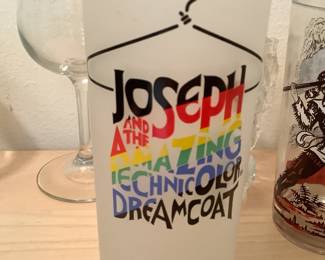 JOSEPH
AND THE
AMAZING
TECHNICOLOR
DREAMCOAT